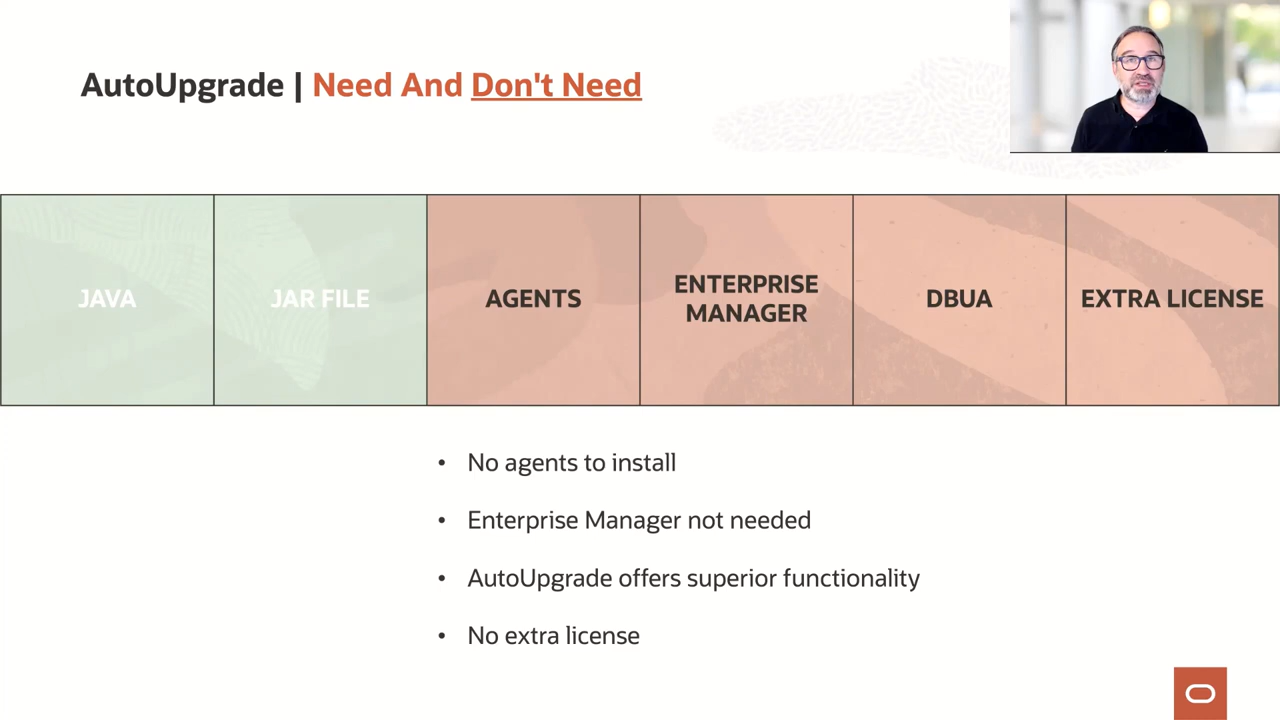 AutoUpgrade | Need And Don't Need
JAVA
JAR FILE
AGENTS
ENTERPRISE
MANAGER
DBUA
EXTRA LICENSE
• No agents to install
• Enterprise Manager not needed
• AutoUpgrade offers superior functionality
• No extra license